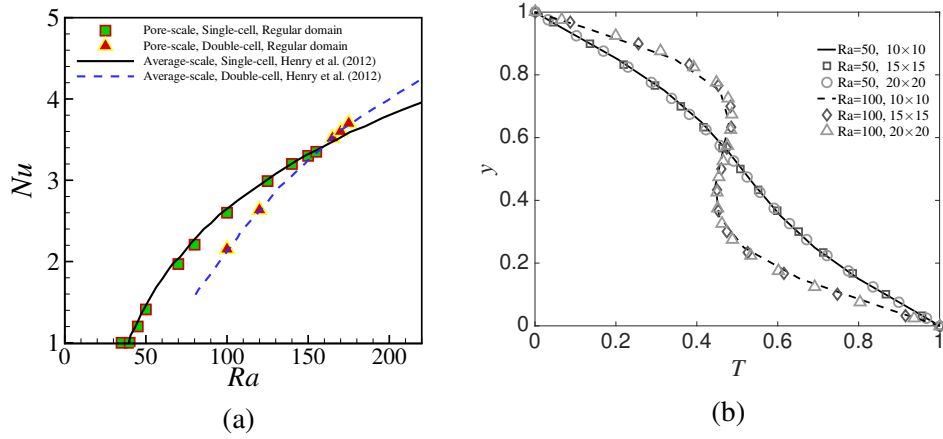 Pore-scale, Single-cell, Regular domain
Pore-scale, Double-cell, Regular domain
Average-scale, Single-cell, Henry et al. (2012)
Average-scale, Double-cell, Henry et al. (2012)
5
4
3
2
1
Nu
0 50 100 150 200
Ra
(a)
Ra=50, 10×10
Ra=50, 15×15
Ra=50, 20×20
Ra=100, 10×10
Ra=100, 15×15
Ra=100, 20×20
1
0.8
0.6
0.4
0.2
0
y
0 0.2 0.4 0.6 0.8 1
T
(b)